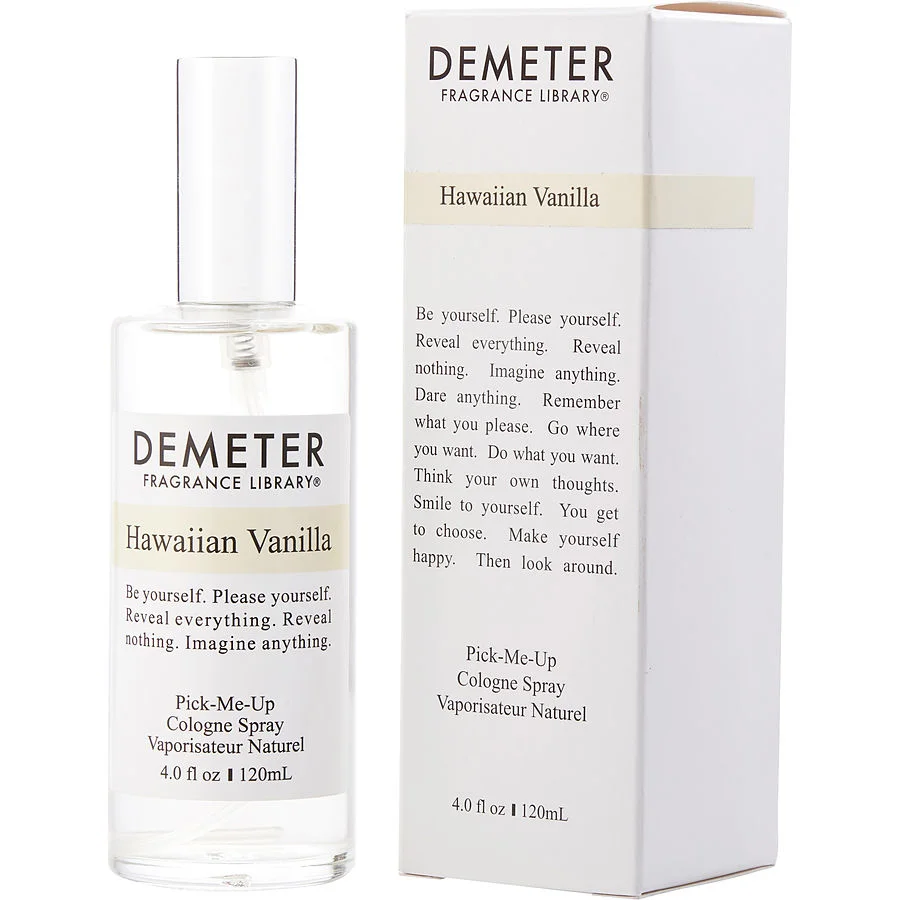 DEMETER
FRAGRANCE LIBRARY®
Hawaiian Vanilla
Be yourself. Please yourself.
Reveal everything. Reveal
nothing. Imagine anything.
Pick-Me-Up
Cologne Spray
Vaporisateur Naturel
4.0 fl oz 120mL
DEMETER
FRAGRANCE LIBRARY®
Hawaiian Vanilla
Be yourself. Please yourself.
Reveal everything. Reveal
nothing. Imagine anything.
Dare anything. Remember
what you please. Go where
you want. Do what you want.
Think your own thoughts.
Smile to yourself. You get
to choose. Make yourself
happy. Then look around.
Pick-Me-Up
Cologne Spray
Vaporisateur Naturel
4.0 fl oz 120mL